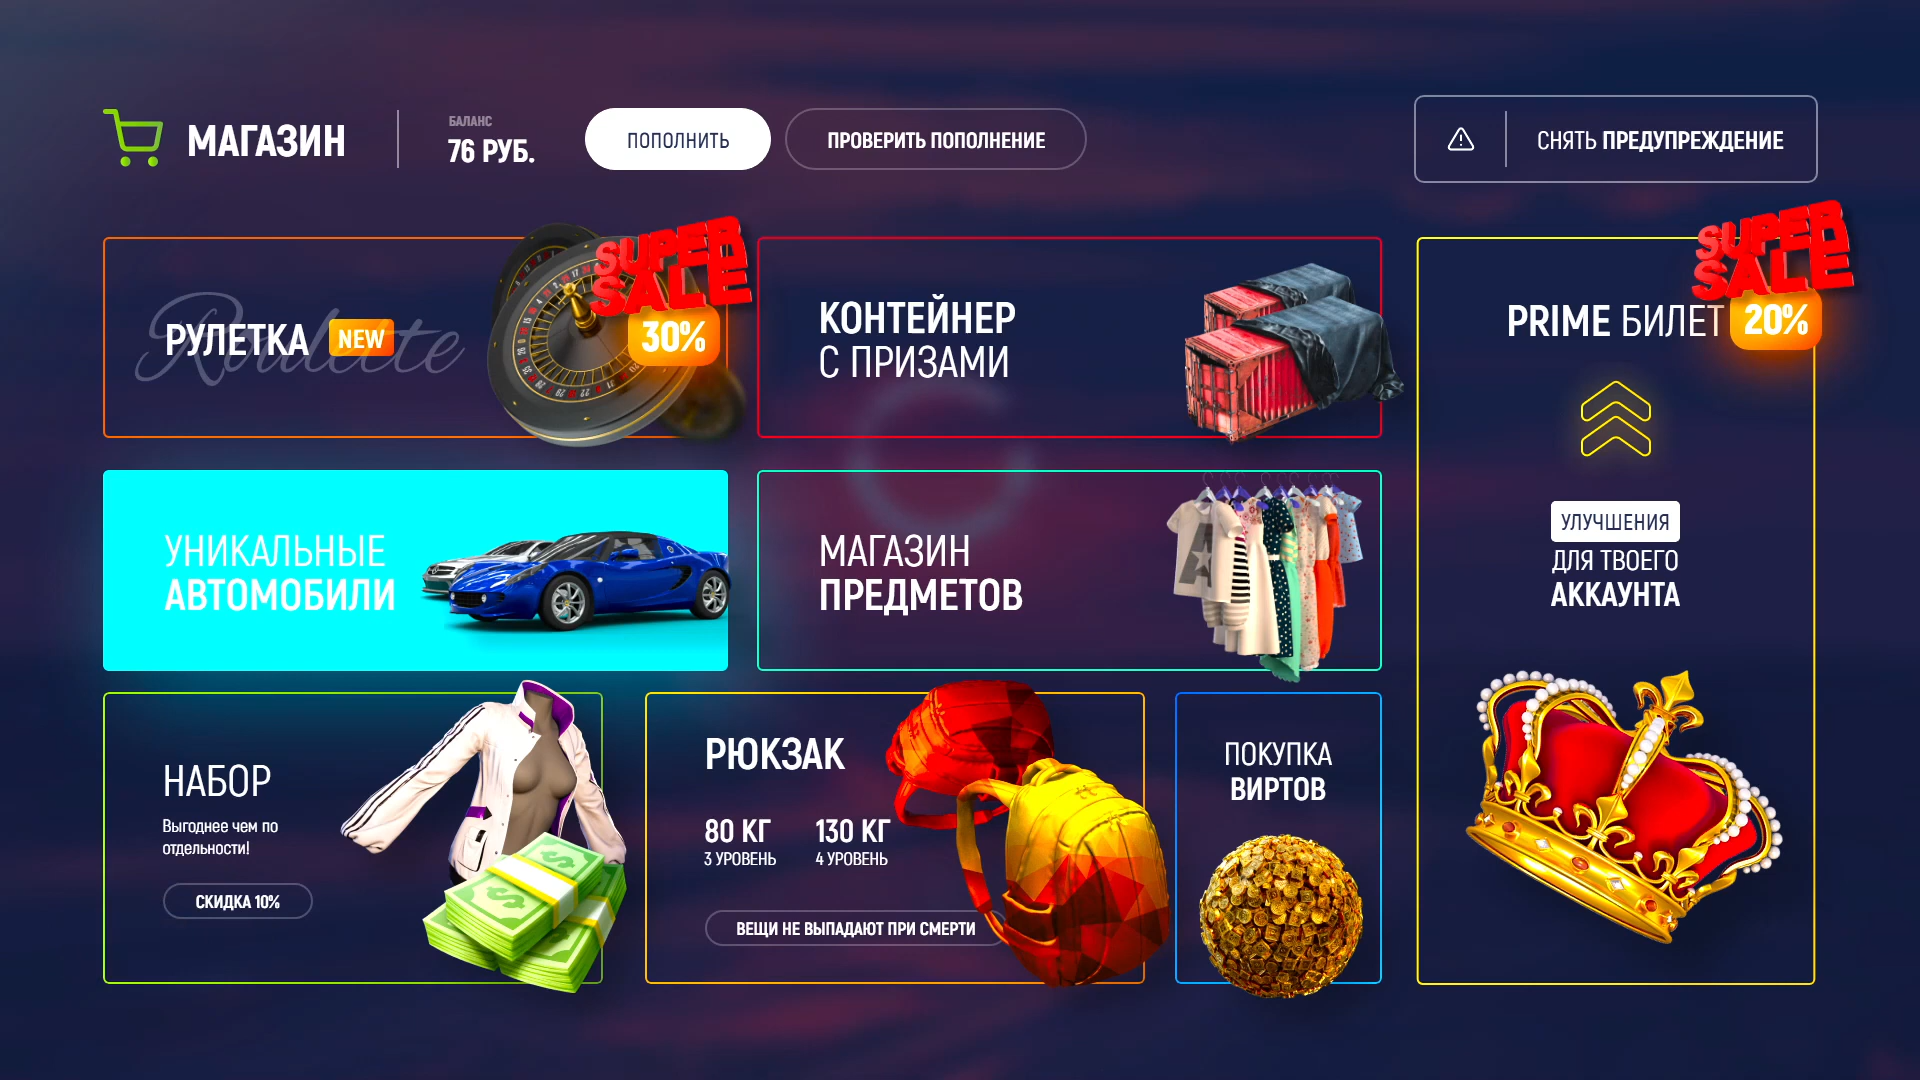 МАГАЗИН
БАЛАНС
76 РУБ.
ПОПОЛНИТЬ
ПРОВЕРИТЬ ПОПОЛНЕНИЕ
СНЯТЬ ПРЕДУПРЕЖДЕНИЕ
Roulette
РУЛЕТКА
NEW
SUPER
SALE
30%
КОНТЕЙНЕР
С ПРИЗАМИ
SUPER
SALE
PRIME БИЛЕТ
20%
УЛУЧШЕНИЯ
ДЛЯ ТВОЕГО
АККАУНТА
УНИКАЛЬНЫЕ
АВТОМОБИЛИ
МАГАЗИН
ПРЕДМЕТОВ
НАБОР
Выгоднее чем по
отдельности!
СКИДКА 10%
РЮКЗАК
80 КГ
3 УРОВЕНЬ
130 КГ
4 УРОВЕНЬ
ВЕЩИ НЕ ВЫПАДАЮТ ПРИ СМЕРТИ
ПОКУПКА
ВИРТОВ